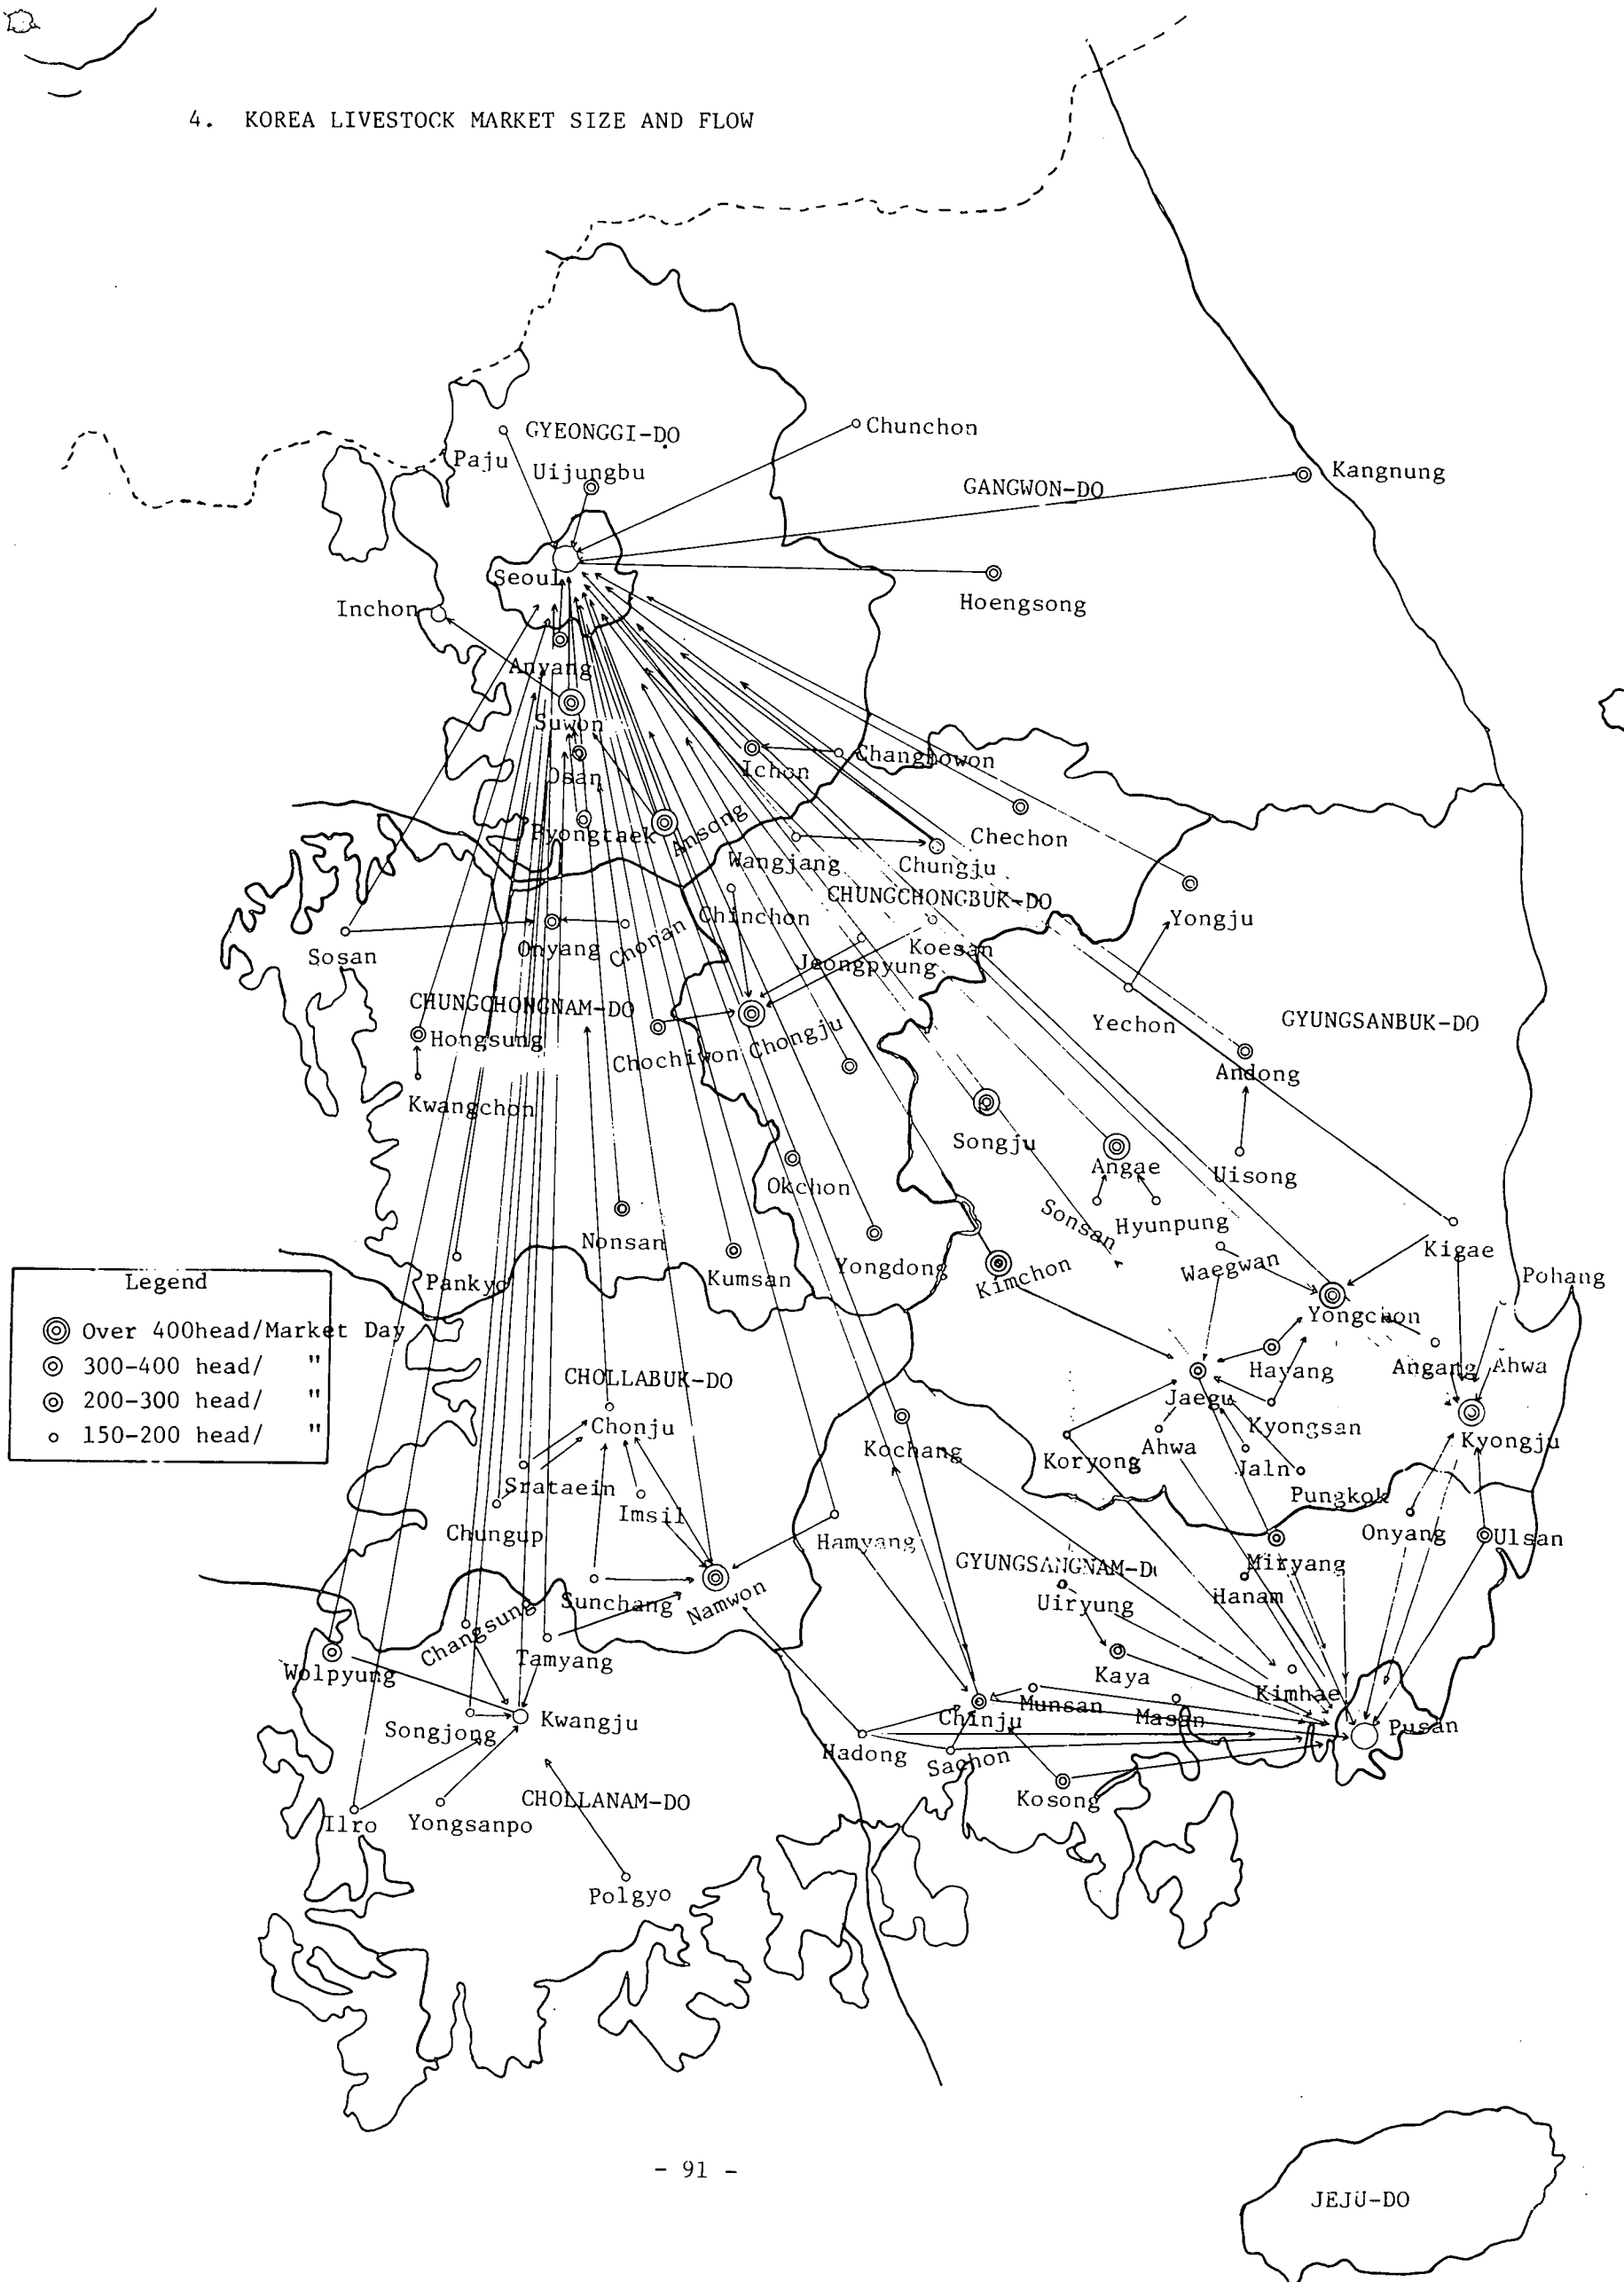 4. KOREA LIVESTOCK MARKET SIZE AND FLOW
GYEONGGI-DO
Chunchon
Paju
Uijungbu
Kangnung
GANGWON-DO
Seoul
Hoengsong
Inchon
Anyang
Suwon
Changhowon
Ichon
Osan
Pyongtaek
Ansong
Chechon
Wangjang
Chungju
CHUNGCHONGBUK-DO
Chinchon
Yongju
Sosan
Onyang
Chonan
Koesan
Jeongpyung
CHUNGCHONGNAM-DO
Yechon
GYUNGSANBUK-DO
Hongsung
Chochiwon
Chongju
Andong
Kwangchon
Songju
Angae
Uisong
Okchon
Sonsan
Hyunpung
Nonsan
Kigae
Yongdong
Kumsan
Kimchon
Waegwan
Pohang
Pankyo
Legend
Over 400head/Market Day
300-400 head/ "
200-300 head/ "
150-200 head/ "
Yongchon
Hayang
Angang
Ahwa
CHOLLABUK-DO
Jaegu
Chonju
Kyongsan
Kyongju
Kochang
Koryong
Ahwa
Jaln
Srataein
Pungkok
Imsil
Chungup
Hamyang
Onyang
Ulsan
GYUNGSANGNAM-DO
Miryang
Hanam
Sunchang
Namwon
Uiryung
Changsung
Tamyang
Wolpyung
Kaya
Kimhae
Munsan
Masan
Songjong
Kwangju
Chinju
Pusan
Hadong
Sachon
CHOLLANAM-DO
Kosong
Ilro
Yongsanpo
Polgyo
- 91 -
JEJU-DO